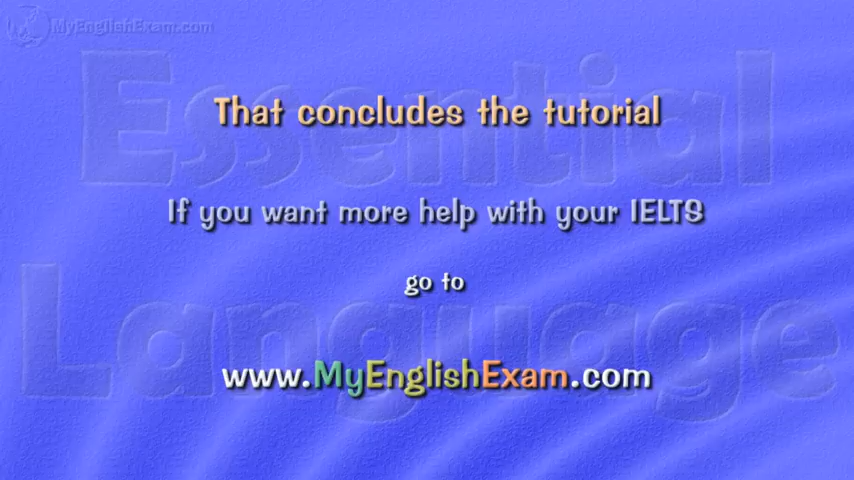 MyEnglishExam.com
Essential
That concludes the tutorial
If you want more help with your IELTS
go to
Language
www.MyEnglishExam.com